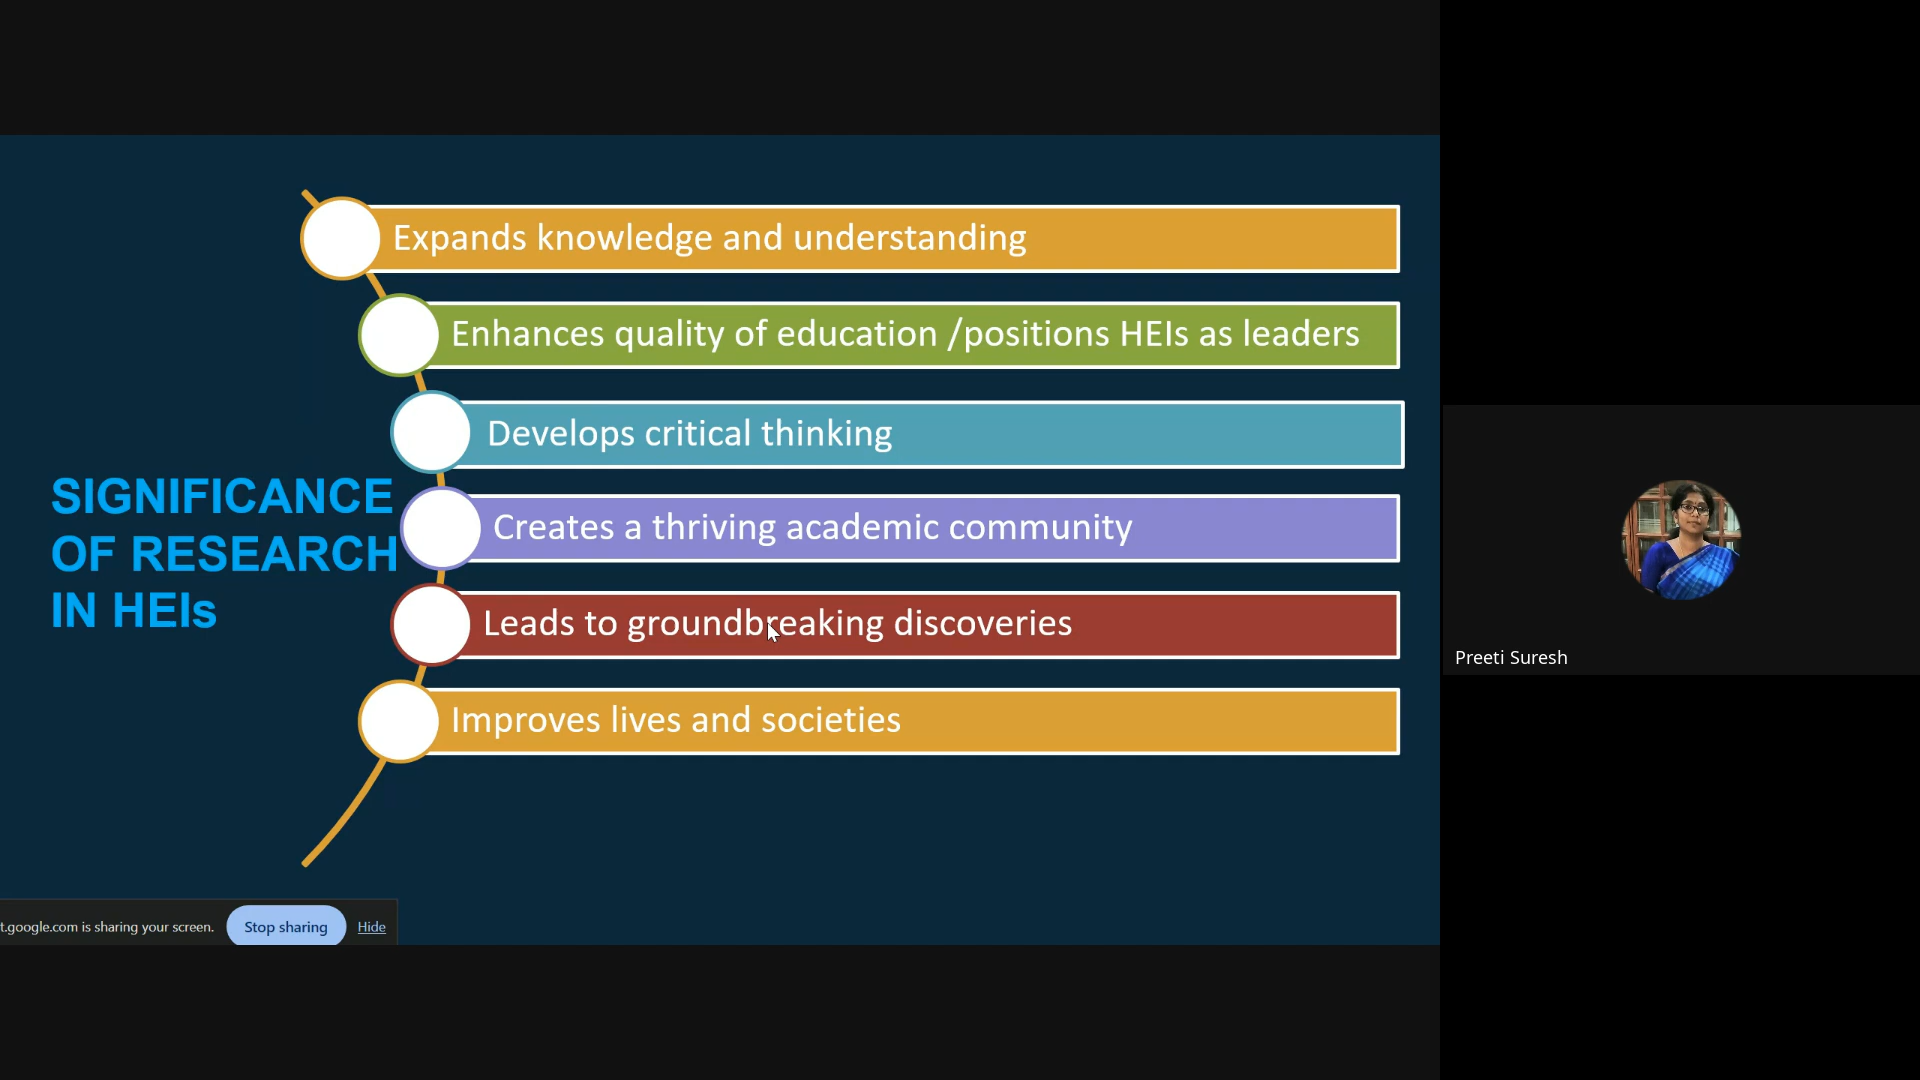 Expands knowledge and understanding
Enhances quality of education /positions HEIs as leaders
Develops critical thinking
SIGNIFICANCE
OF RESEARCH
IN HEIs
Creates a thriving academic community
Leads to groundbreaking discoveries
Improves lives and societies
t.google.com is sharing your screen. Stop sharing Hide
Preeti Suresh